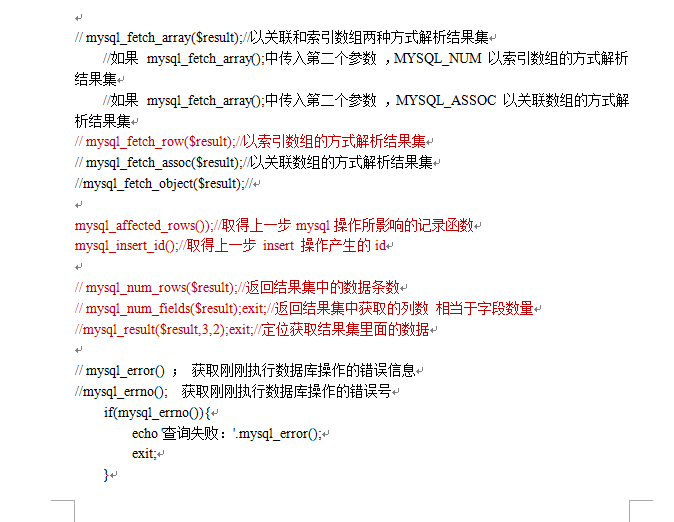 // mysql_fetch_array($result);//以关联和索引数组两种方式解析结果集
//如果 mysql_fetch_array();中传入第二个参数 ，MYSQL_NUM 以索引数组的方式解析
结果集
//如果 mysql_fetch_array();中传入第二个参数 ，MYSQL_ASSOC 以关联数组的方式解
析结果集
// mysql_fetch_row($result);//以索引数组的方式解析结果集
// mysql_fetch_assoc($result);//以关联数组的方式解析结果集
//mysql_fetch_object($result);//
mysql_affected_rows());//取得上一步 mysql 操作所影响的记录函数
mysql_insert_id();//取得上一步 insert 操作产生的 id
// mysql_num_rows($result);//返回结果集中的数据条数
// mysql_num_fields($result);exit;//返回结果集中获取的列数 相当于字段数量
//mysql_result($result,3,2);exit;//定位获取结果集里面的数据
// mysql_error() ； 获取刚刚执行数据库操作的错误信息
//mysql_errno(); 获取刚刚执行数据库操作的错误号
if(mysql_errno()){
echo '查询失败：'.mysql_error();
exit;
}